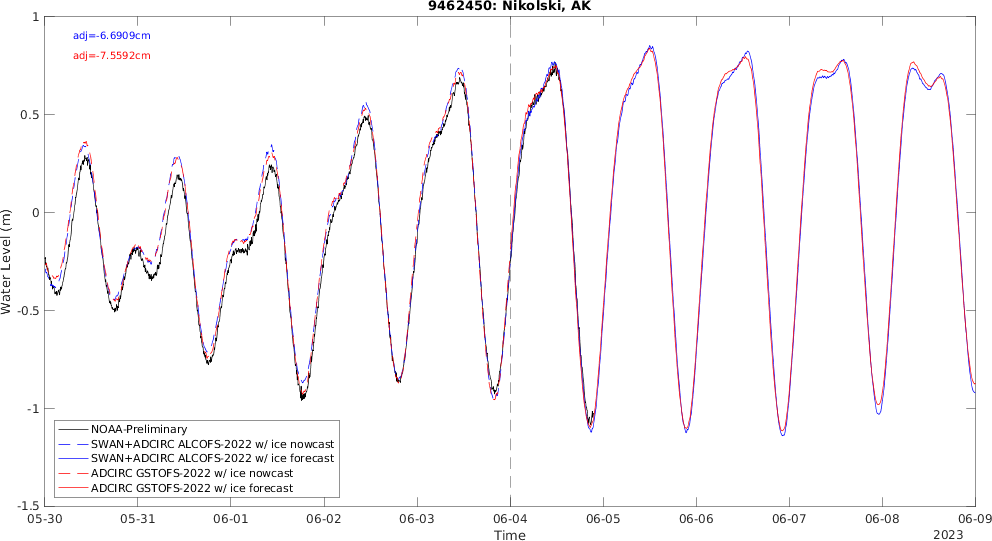 9462450: Nikolski, AK
adj=-6.6909cm
adj=-7.5592cm
Water Level (m)
1
0.5
0
-0.5
-1
-1.5
NOAA-Preliminary
SWAN+ADCIRC ALCOFS-2022 w/ ice nowcast
SWAN+ADCIRC ALCOFS-2022 w/ ice forecast
ADCIRC GSTOFS-2022 w/ ice nowcast
ADCIRC GSTOFS-2022 w/ ice forecast
05-30 05-31 06-01 06-02 06-03 06-04 06-05 06-06 06-07 06-08 06-09
Time
2023